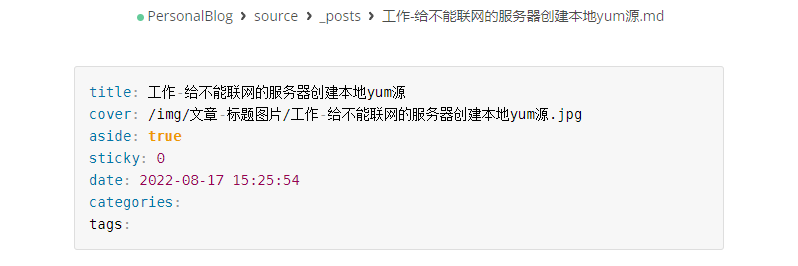 PersonalBlog › source › _posts › 工作-给不能联网的服务器创建本地yum源.md
title: 工作-给不能联网的服务器创建本地yum源
cover: /img/文章-标题图片/工作-给不能联网的服务器创建本地yum源.jpg
aside: true
sticky: 0
date: 2022-08-17 15:25:54
categories:
tags: